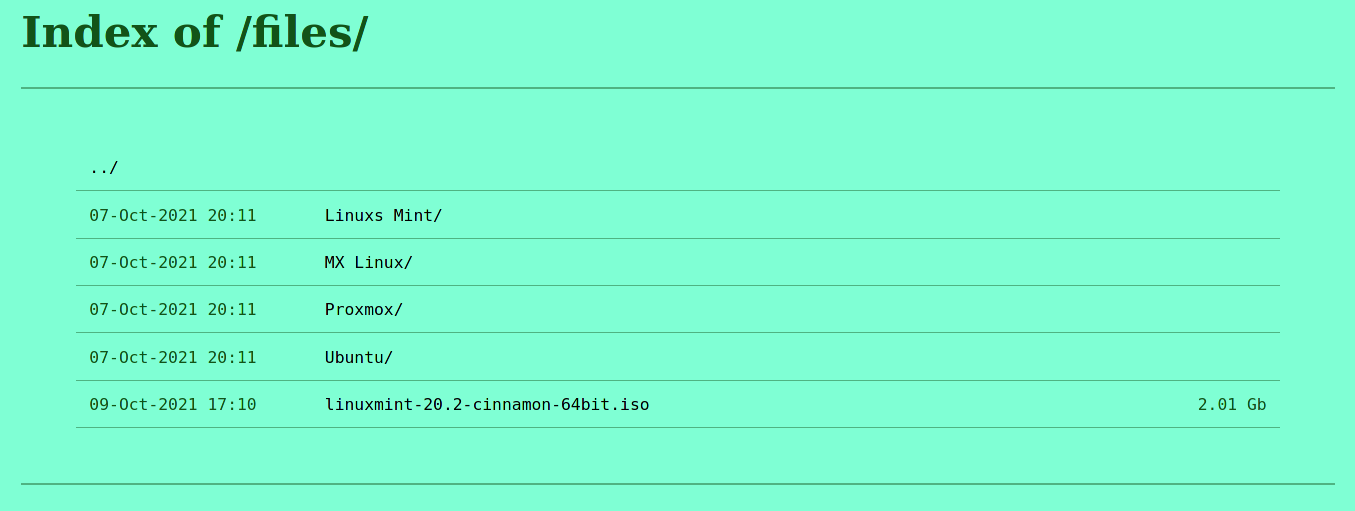 Index of /files/
../
07-Oct-2021 20:11 Linuxs Mint/
07-Oct-2021 20:11 MX Linux/
07-Oct-2021 20:11 Proxmox/
07-Oct-2021 20:11 Ubuntu/
09-Oct-2021 17:10 linuxmint-20.2-cinnamon-64bit.iso 2.01 Gb